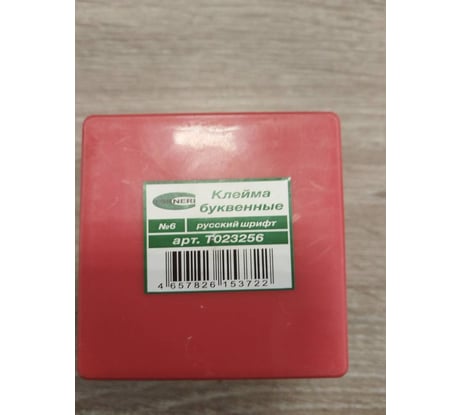 Клейма
буквенные
№6 русский шрифт
арт. Т023256
4 657826 153722